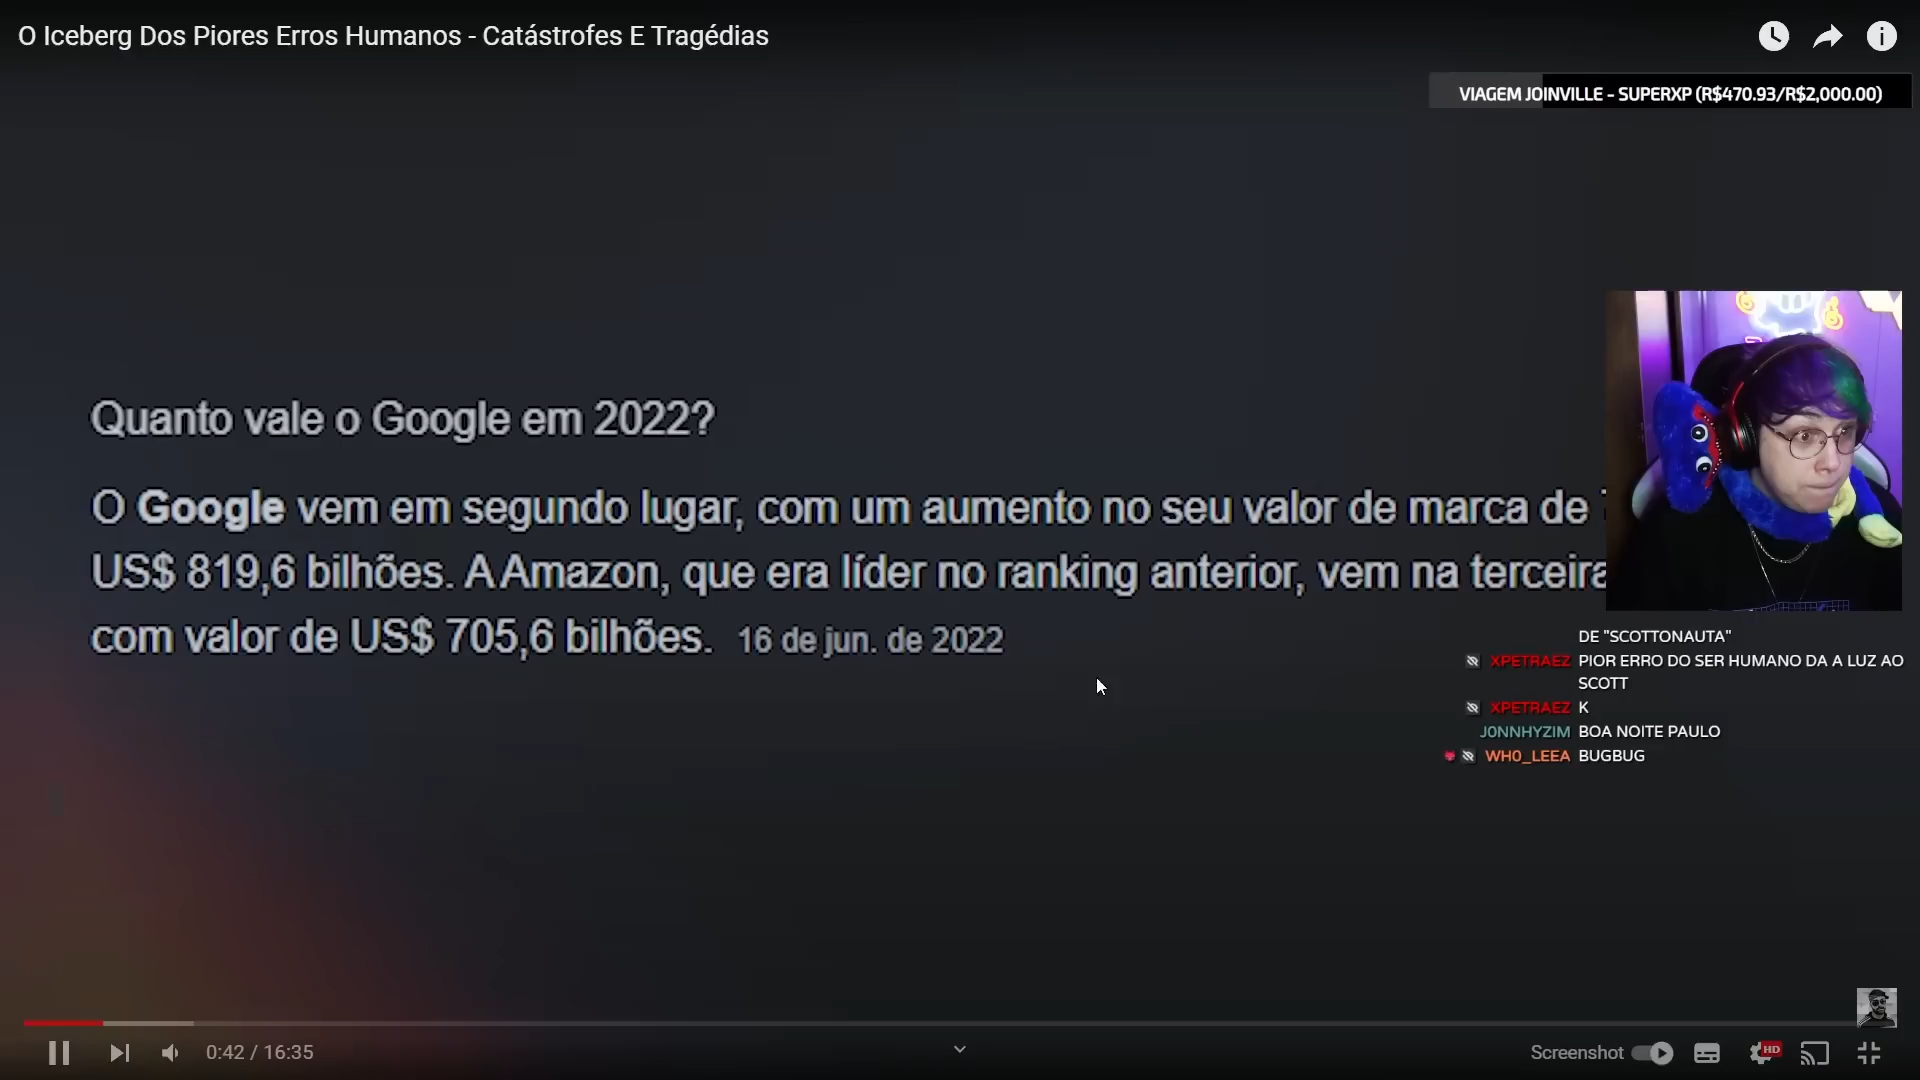 O Iceberg Dos Piores Erros Humanos - Catástrofes E Tragédias
VIAGEM JOINVILLE - SUPERXP (R$470.93/R$2,000.00)
Quanto vale o Google em 2022?
O Google vem em segundo lugar, com um aumento no seu valor de marca de
US$ 819,6 bilhões. A Amazon, que era líder no ranking anterior, vem na terceira
com valor de US$ 705,6 bilhões. 16 de jun. de 2022
DE "SCOTTONAUTA"
XPETRAEZ PIOR ERRO DO SER HUMANO DA A LUZ AO
SCOTT
XPETRAEZ K
J0NNHYZIM BOA NOITE PAULO
WH0_LEEA BUGBUG
0:42 / 16:35
Screenshot
HD